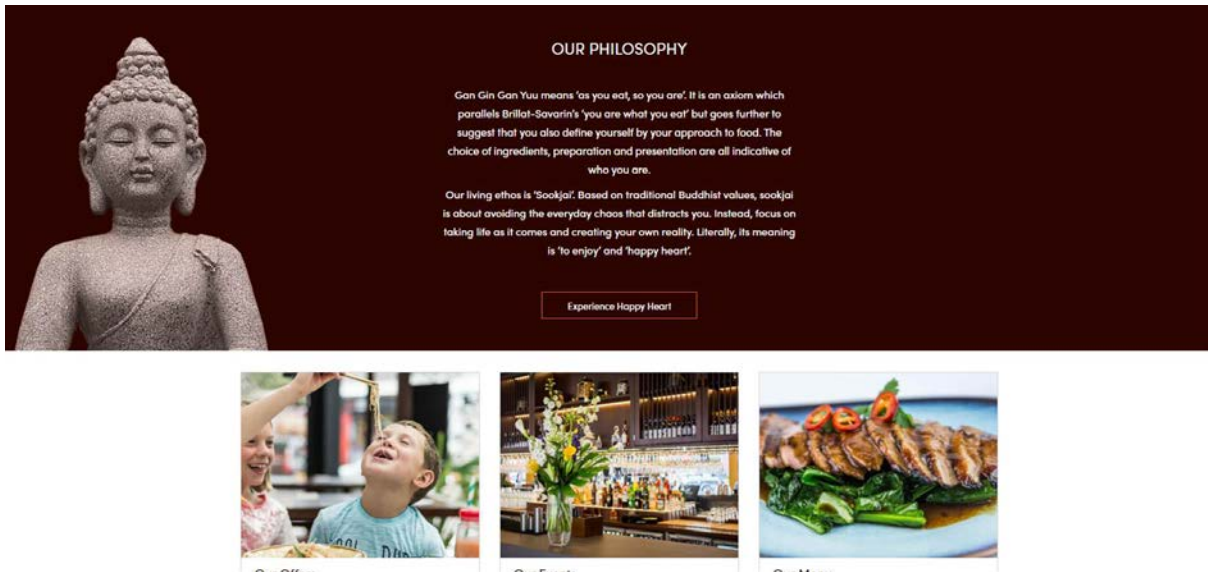 OUR PHILOSOPHY
Gan Gin Gan Yuu means 'as you eat, so you are'. It is an axiom which
parallels Brillat-Savarin's 'you are what you eat' but goes further to
suggest that you also define yourself by your approach to food. The
choice of ingredients, preparation and presentation are all indicative of
who you are.
Our living ethos is 'Sookjai'. Based on traditional Buddhist values, sookjai
is about avoiding the everyday chaos that distracts you. Instead, focus on
taking life as it comes and creating your own reality. Literally, its meaning
is 'to enjoy' and 'happy heart'.
Experience Happy Heart